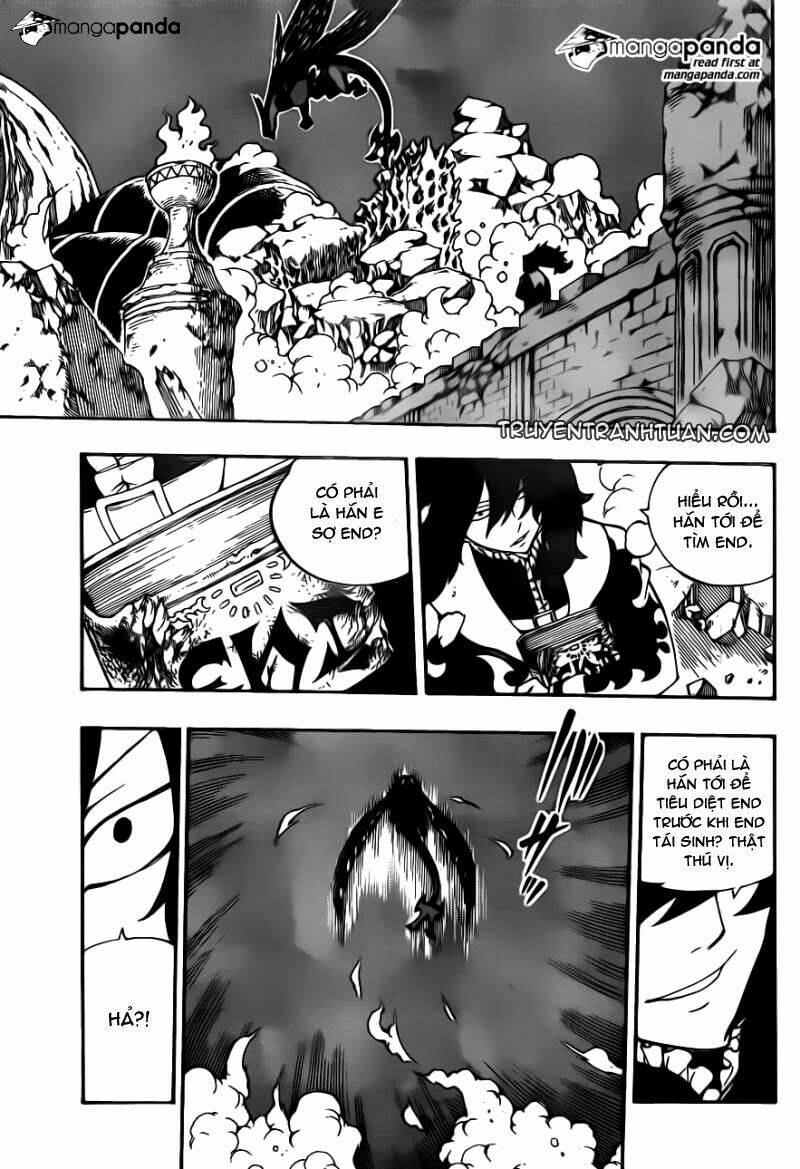 mangapanda
mangapanda
read first at
mangapanda.com
TRUYENTRANHTUAN.COM
HIỂU RỒI...
HẮN TỚI ĐỂ
TÌM END.
CÓ PHẢI
LÀ HẮN E
SỢ END?
CÓ PHẢI LÀ
HẮN TỚI ĐỂ
TIÊU DIỆT END
TRƯỚC KHI END
TÁI SINH? THẬT
THÚ VỊ.
HẢ?!